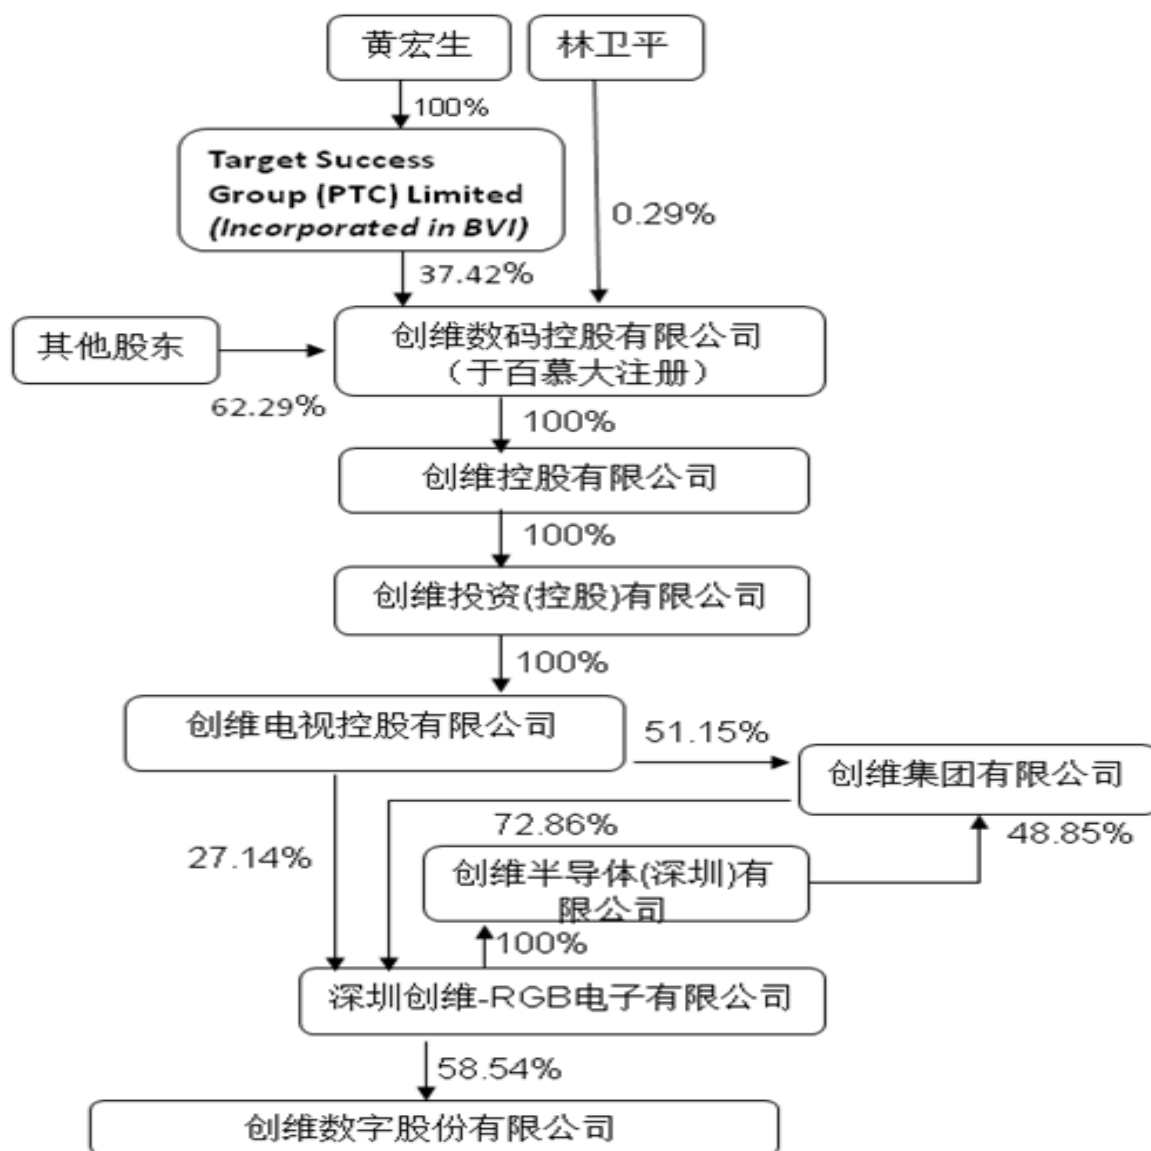 黄宏生
林卫平
100%
Target Success
Group (PTC) Limited
(Incorporated in BVI)
0.29%
37.42%
其他股东
创维数码控股有限公司
（于百慕大注册）
62.29%
100%
创维控股有限公司
100%
创维投资(控股)有限公司
100%
创维电视控股有限公司
51.15%
创维集团有限公司
72.86%
48.85%
27.14%
创维半导体(深圳)有
限公司
100%
深圳创维-RGB电子有限公司
58.54%
创维数字股份有限公司